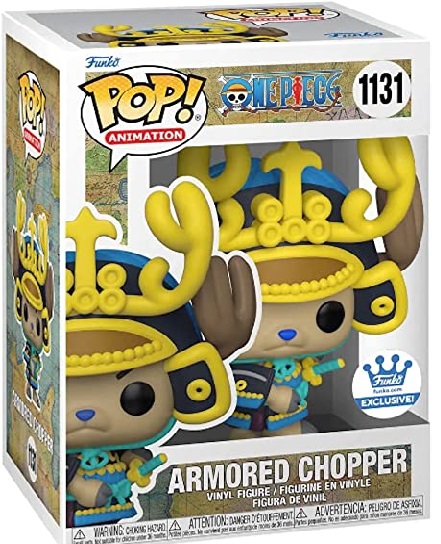 Funko
POP!
ANIMATION
ONE PIECE
1131
Funko
funko.com
EXCLUSIVE!
ARMORED CHOPPER
1131
ARMORED CHOPPER
VINYL FIGURE / FIGURINE EN VINYLE
FIGURA DE VINIL
WARNING: CHOKING HAZARD.
ATTENTION: DANGER D'ÉTOUFFEMENT.
ADVERTENCIA: PELIGRO DE ASFIXIA.